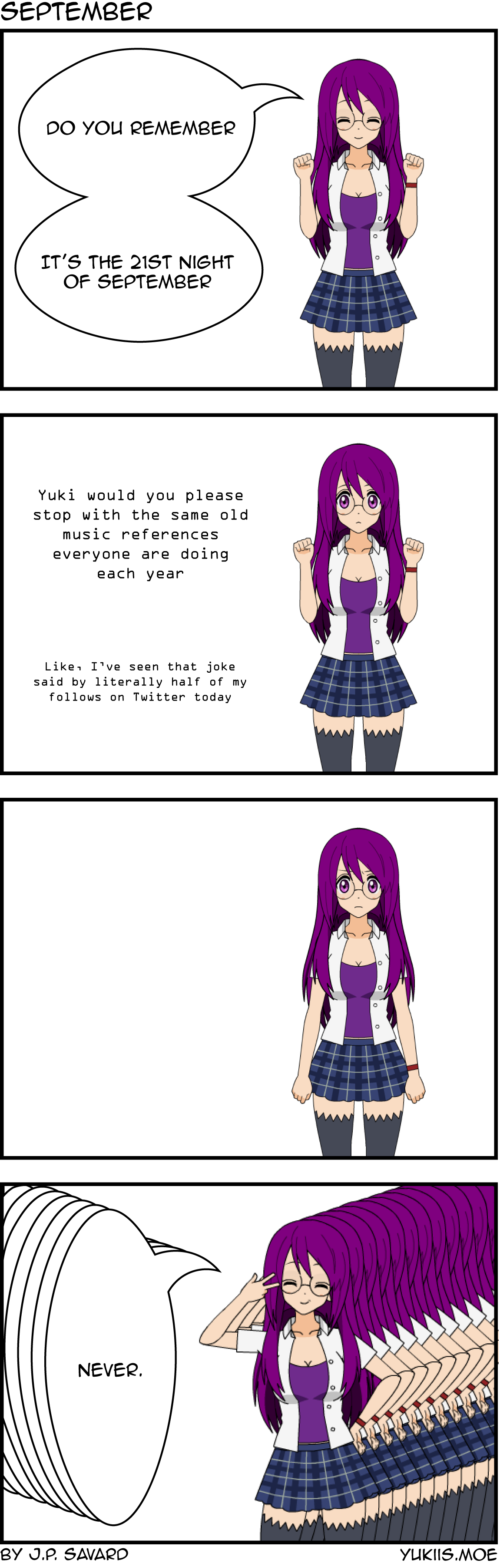 SEPTEMBER
DO YOU REMEMBER
IT'S THE 21ST NIGHT
OF SEPTEMBER
Yuki would you please
stop with the same old
music references
everyone are doing
each year
Like, I've seen that joke
said by literally half of my
follows on Twitter today
NEVER.
BY J.P. SAVARD
YUKIIS.MOE